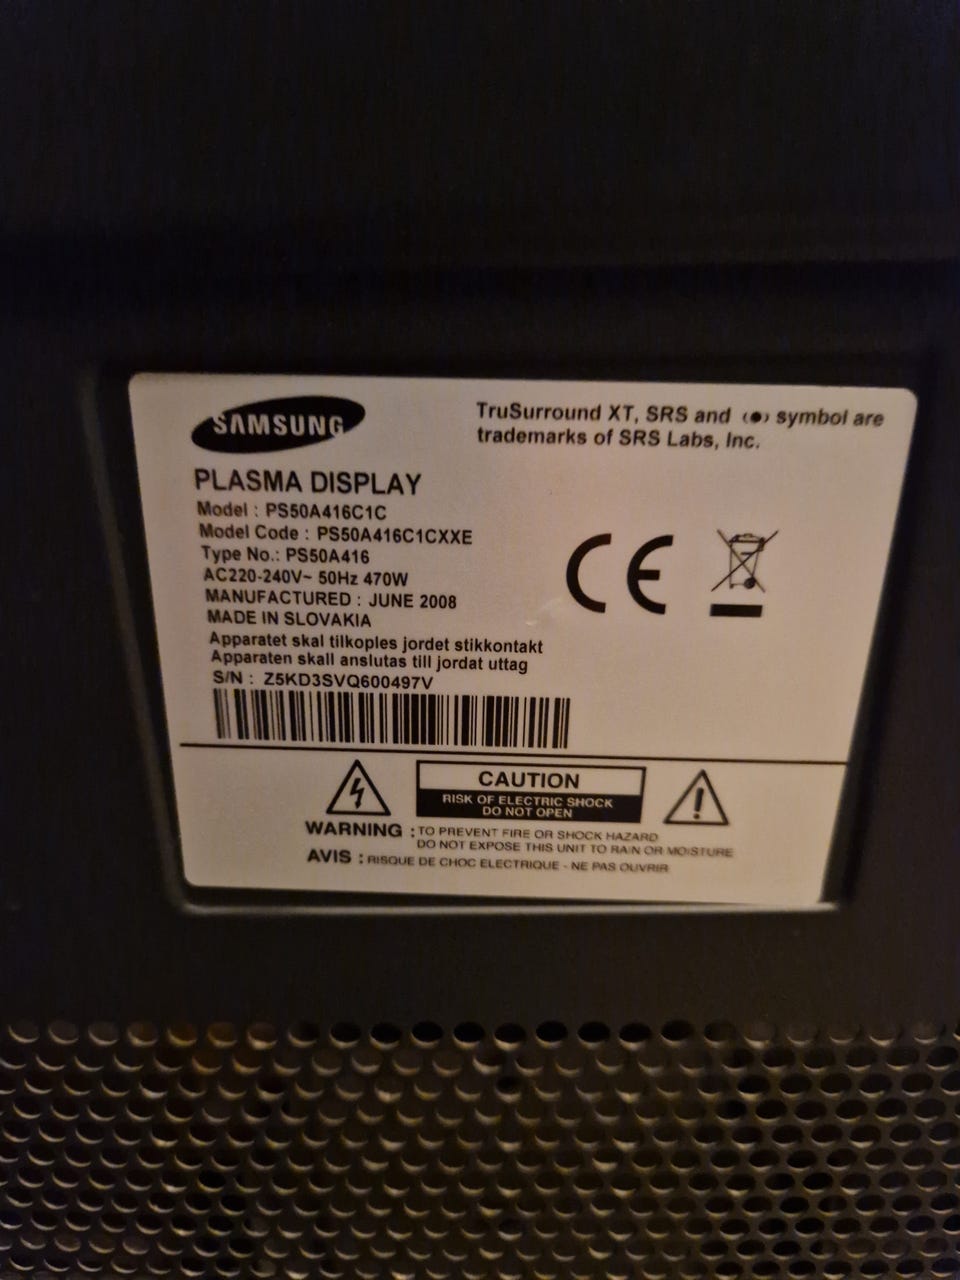 SAMSUNG
TruSurround XT, SRS and (●) symbol are
trademarks of SRS Labs, Inc.
PLASMA DISPLAY
Model : PS50A416C1C
Model Code : PS50A416C1CXXE
Type No.: PS50A416
AC220-240V~ 50Hz 470W
MANUFACTURED : JUNE 2008
MADE IN SLOVAKIA
Apparatet skal tilkoples jordet stikkontakt
Apparaten skall anslutas till jordat uttag
S/N : Z5KD3SVQ600497V
CE
CAUTION
RISK OF ELECTRIC SHOCK
DO NOT OPEN
WARNING : TO PREVENT FIRE OR SHOCK HAZARD
DO NOT EXPOSE THIS UNIT TO RAIN OR MOISTURE
AVIS : RISQUE DE CHOC ELECTRIQUE - NE PAS OUVRIR